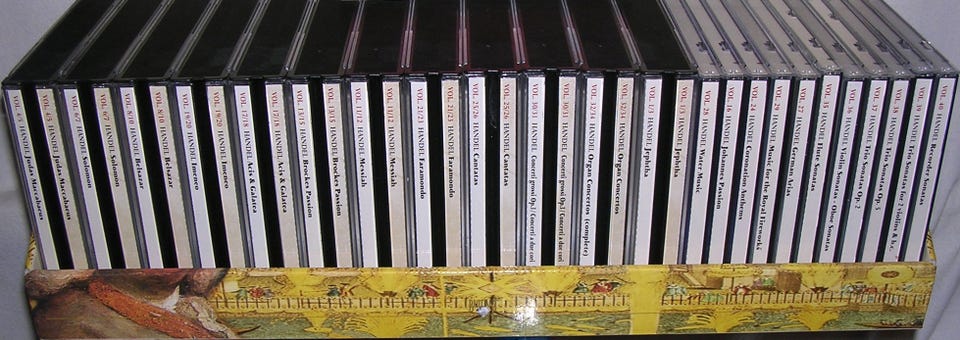 VOL. 4/5 HANDEL Judas Maccabaeus
VOL. 4/5 HANDEL Judas Maccabaeus
VOL. 6/7 HANDEL Solomon
VOL. 6/7 HANDEL Solomon
VOL. 8/10 HANDEL Belsazar
VOL. 8/10 HANDEL Belsazar
VOL. 19/20 HANDEL Imeneo
VOL. 19/20 HANDEL Imeneo
VOL. 17/18 HANDEL Acis & Galatea
VOL. 17/18 HANDEL Acis & Galatea
VOL. 13/15 HANDEL Brockes Passion
VOL. 13/15 HANDEL Brockes Passion
VOL. 11/12 HANDEL Messiah
VOL. 11/12 HANDEL Messiah
VOL. 21/23 HANDEL Faramondo
VOL. 21/23 HANDEL Faramondo
VOL. 25/26 HANDEL Cantatas
VOL. 25/26 HANDEL Cantatas
VOL. 30/31 HANDEL Concerti grossi Op.3 / Concerti a due cori
VOL. 30/31 HANDEL Concerti grossi Op.3 / Concerti a due cori
VOL. 32/34 HANDEL Organ Concertos (complete)
VOL. 32/34 HANDEL Organ Concertos
VOL. 1/3 HANDEL Jephtha
VOL. 1/3 HANDEL Jephtha
VOL. 28 HANDEL Water Music
VOL. 16 HANDEL Johannes Passion
VOL. 24 HANDEL Coronation Anthems
VOL. 29 HANDEL Music for the Royal Fireworks
VOL. 27 HANDEL German Arias
VOL. 35 HANDEL Flute Sonatas
VOL. 36 HANDEL Violin Sonatas · Oboe Sonatas
VOL. 37 HANDEL Trio Sonatas Op. 2
VOL. 38 HANDEL Trio Sonatas Op. 5
VOL. 39 HANDEL Trio Sonatas for 2 violins & b.c.
VOL. 40 HANDEL Recorder Sonatas